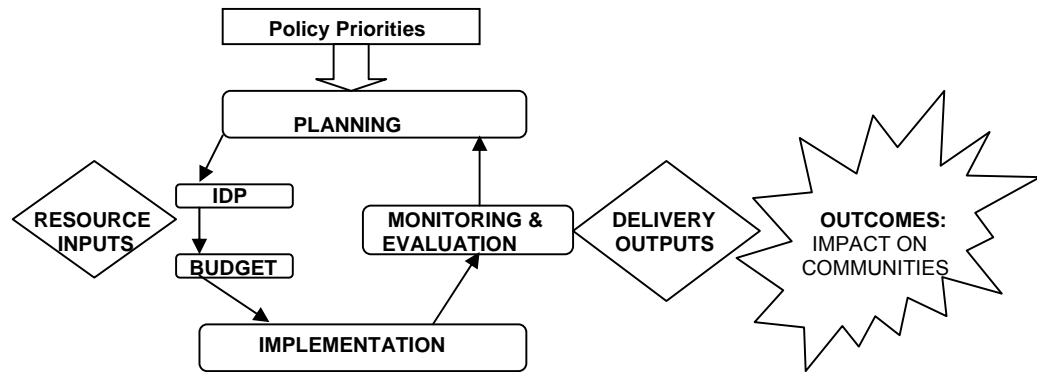 Policy Priorities
PLANNING
IDP
RESOURCE
INPUTS
BUDGET
MONITORING &
EVALUATION
DELIVERY
OUTPUTS
OUTCOMES:
IMPACT ON
COMMUNITIES
IMPLEMENTATION